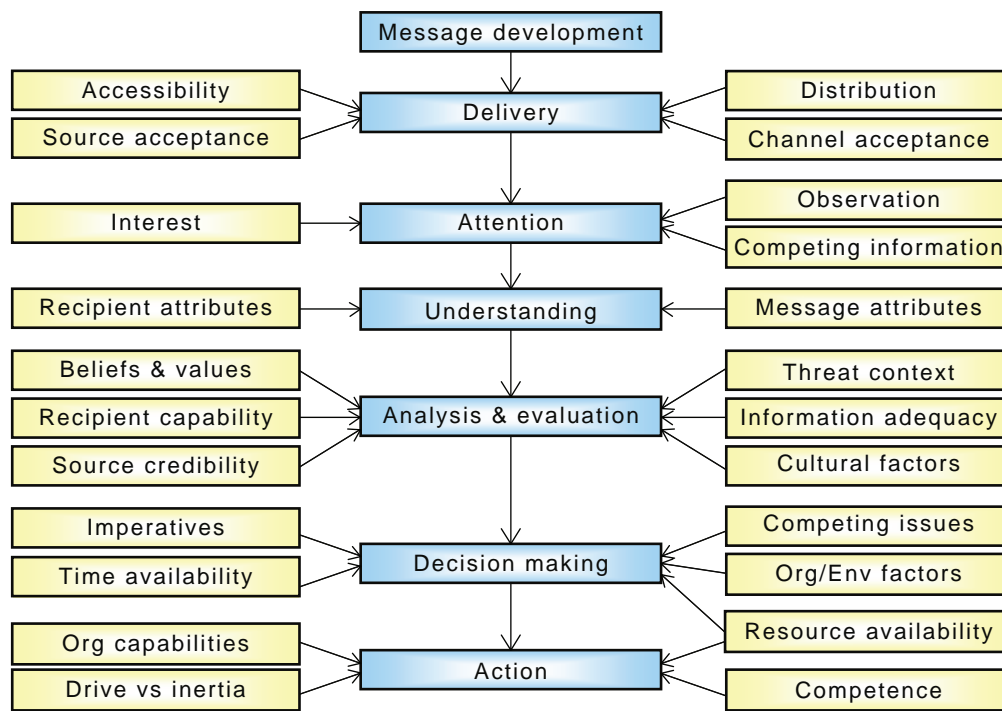 Message development
Accessibility
Distribution
Delivery
Source acceptance
Channel acceptance
Observation
Interest
Attention
Competing information
Recipient attributes
Understanding
Message attributes
Beliefs & values
Threat context
Recipient capability
Analysis & evaluation
Information adequacy
Source credibility
Cultural factors
Imperatives
Competing issues
Time availability
Decision making
Org/Env factors
Org capabilities
Resource availability
Action
Drive vs inertia
Competence